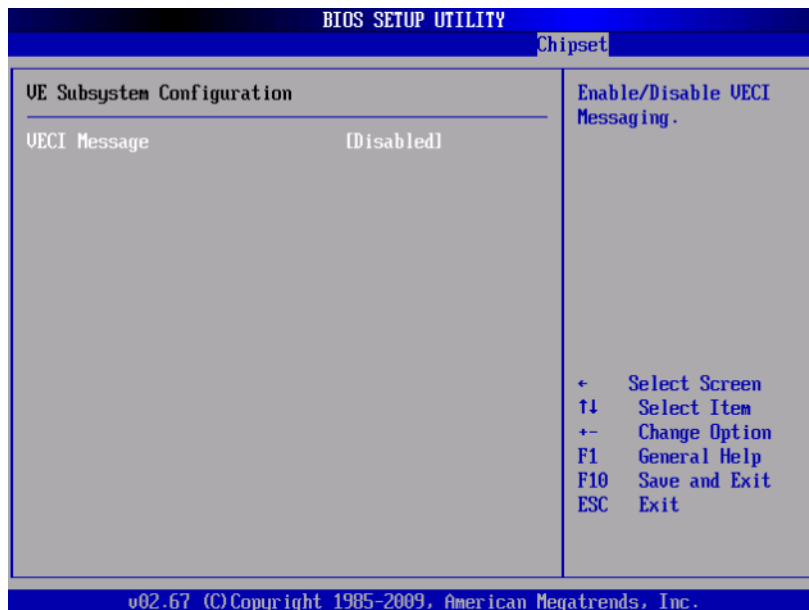 BIOS SETUP UTILITY
Chipset
VE Subsystem Configuration
VECI Message [Disabled]
Enable/Disable VECI
Messaging.
← Select Screen
↑↓ Select Item
+- Change Option
F1 General Help
F10 Save and Exit
ESC Exit
v02.67 (C)Copyright 1985-2009, American Megatrends, Inc.